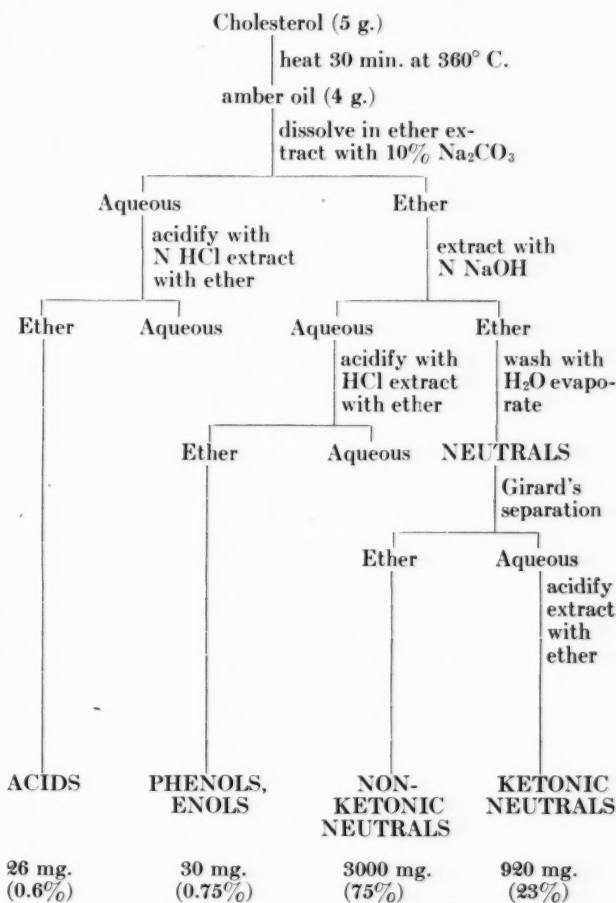 Cholesterol (5 g.)
heat 30 min. at 360° C.
amber oil (4 g.)
dissolve in ether ex-
tract with 10% Na₂CO₃
Aqueous
Ether
acidify with
N HCl extract
with ether
extract with
N NaOH
Ether
Aqueous
Aqueous
Ether
acidify with
HCl extract
with ether
wash with
H₂O evapo-
rate
Ether
Aqueous
NEUTRALS
Girard's
separation
Ether
Aqueous
acidify
extract
with
ether
ACIDS
PHENOLS,
ENOLS
NON-
KETONIC
NEUTRALS
KETONIC
NEUTRALS
26 mg.
(0.6%)
30 mg.
(0.75%)
3000 mg.
(75%)
920 mg.
(23%)